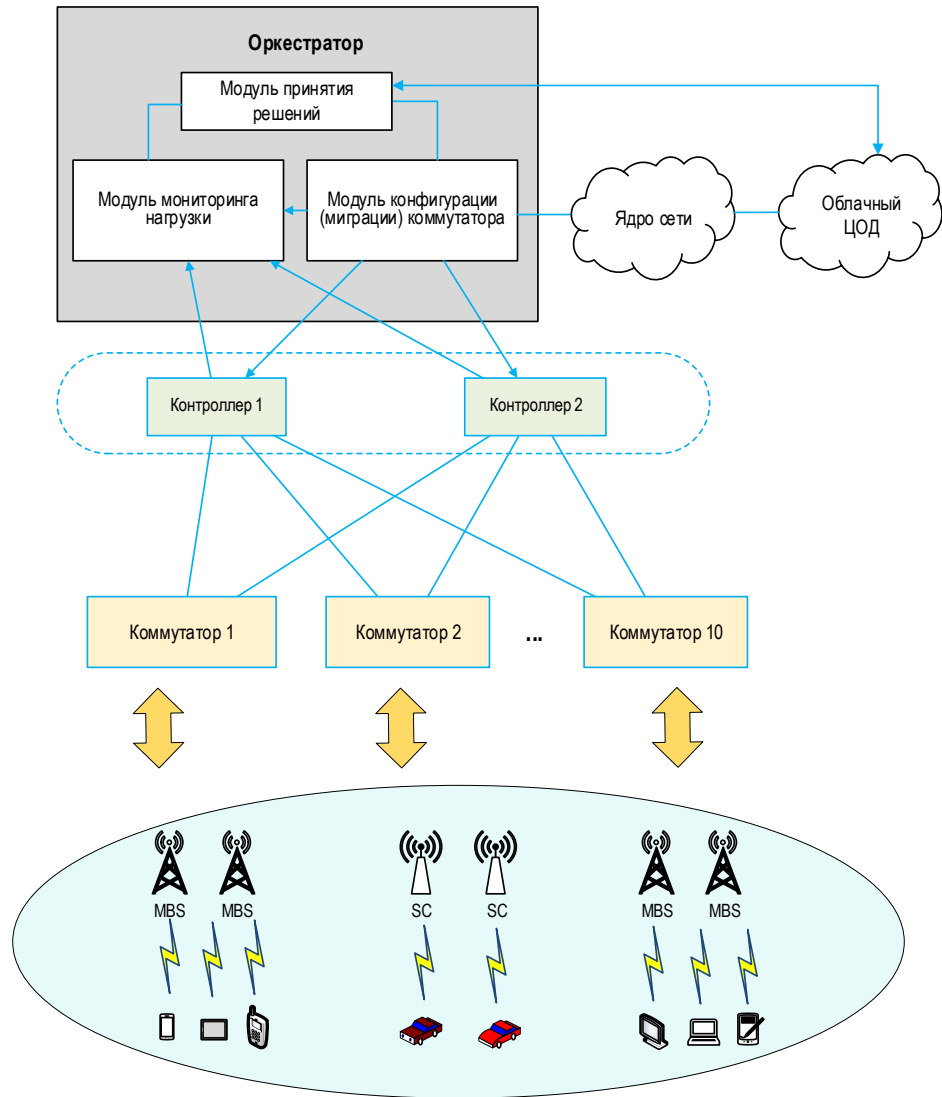 Оркестратор
Модуль принятия
решений
Модуль мониторинга
нагрузки
Модуль конфигурации
(миграции) коммутатора
Ядро сети
Облачный
ЦОД
Контроллер 1
Контроллер 2
Коммутатор 1
Коммутатор 2
...
Коммутатор 10
MBS
MBS
SC
SC
MBS
MBS